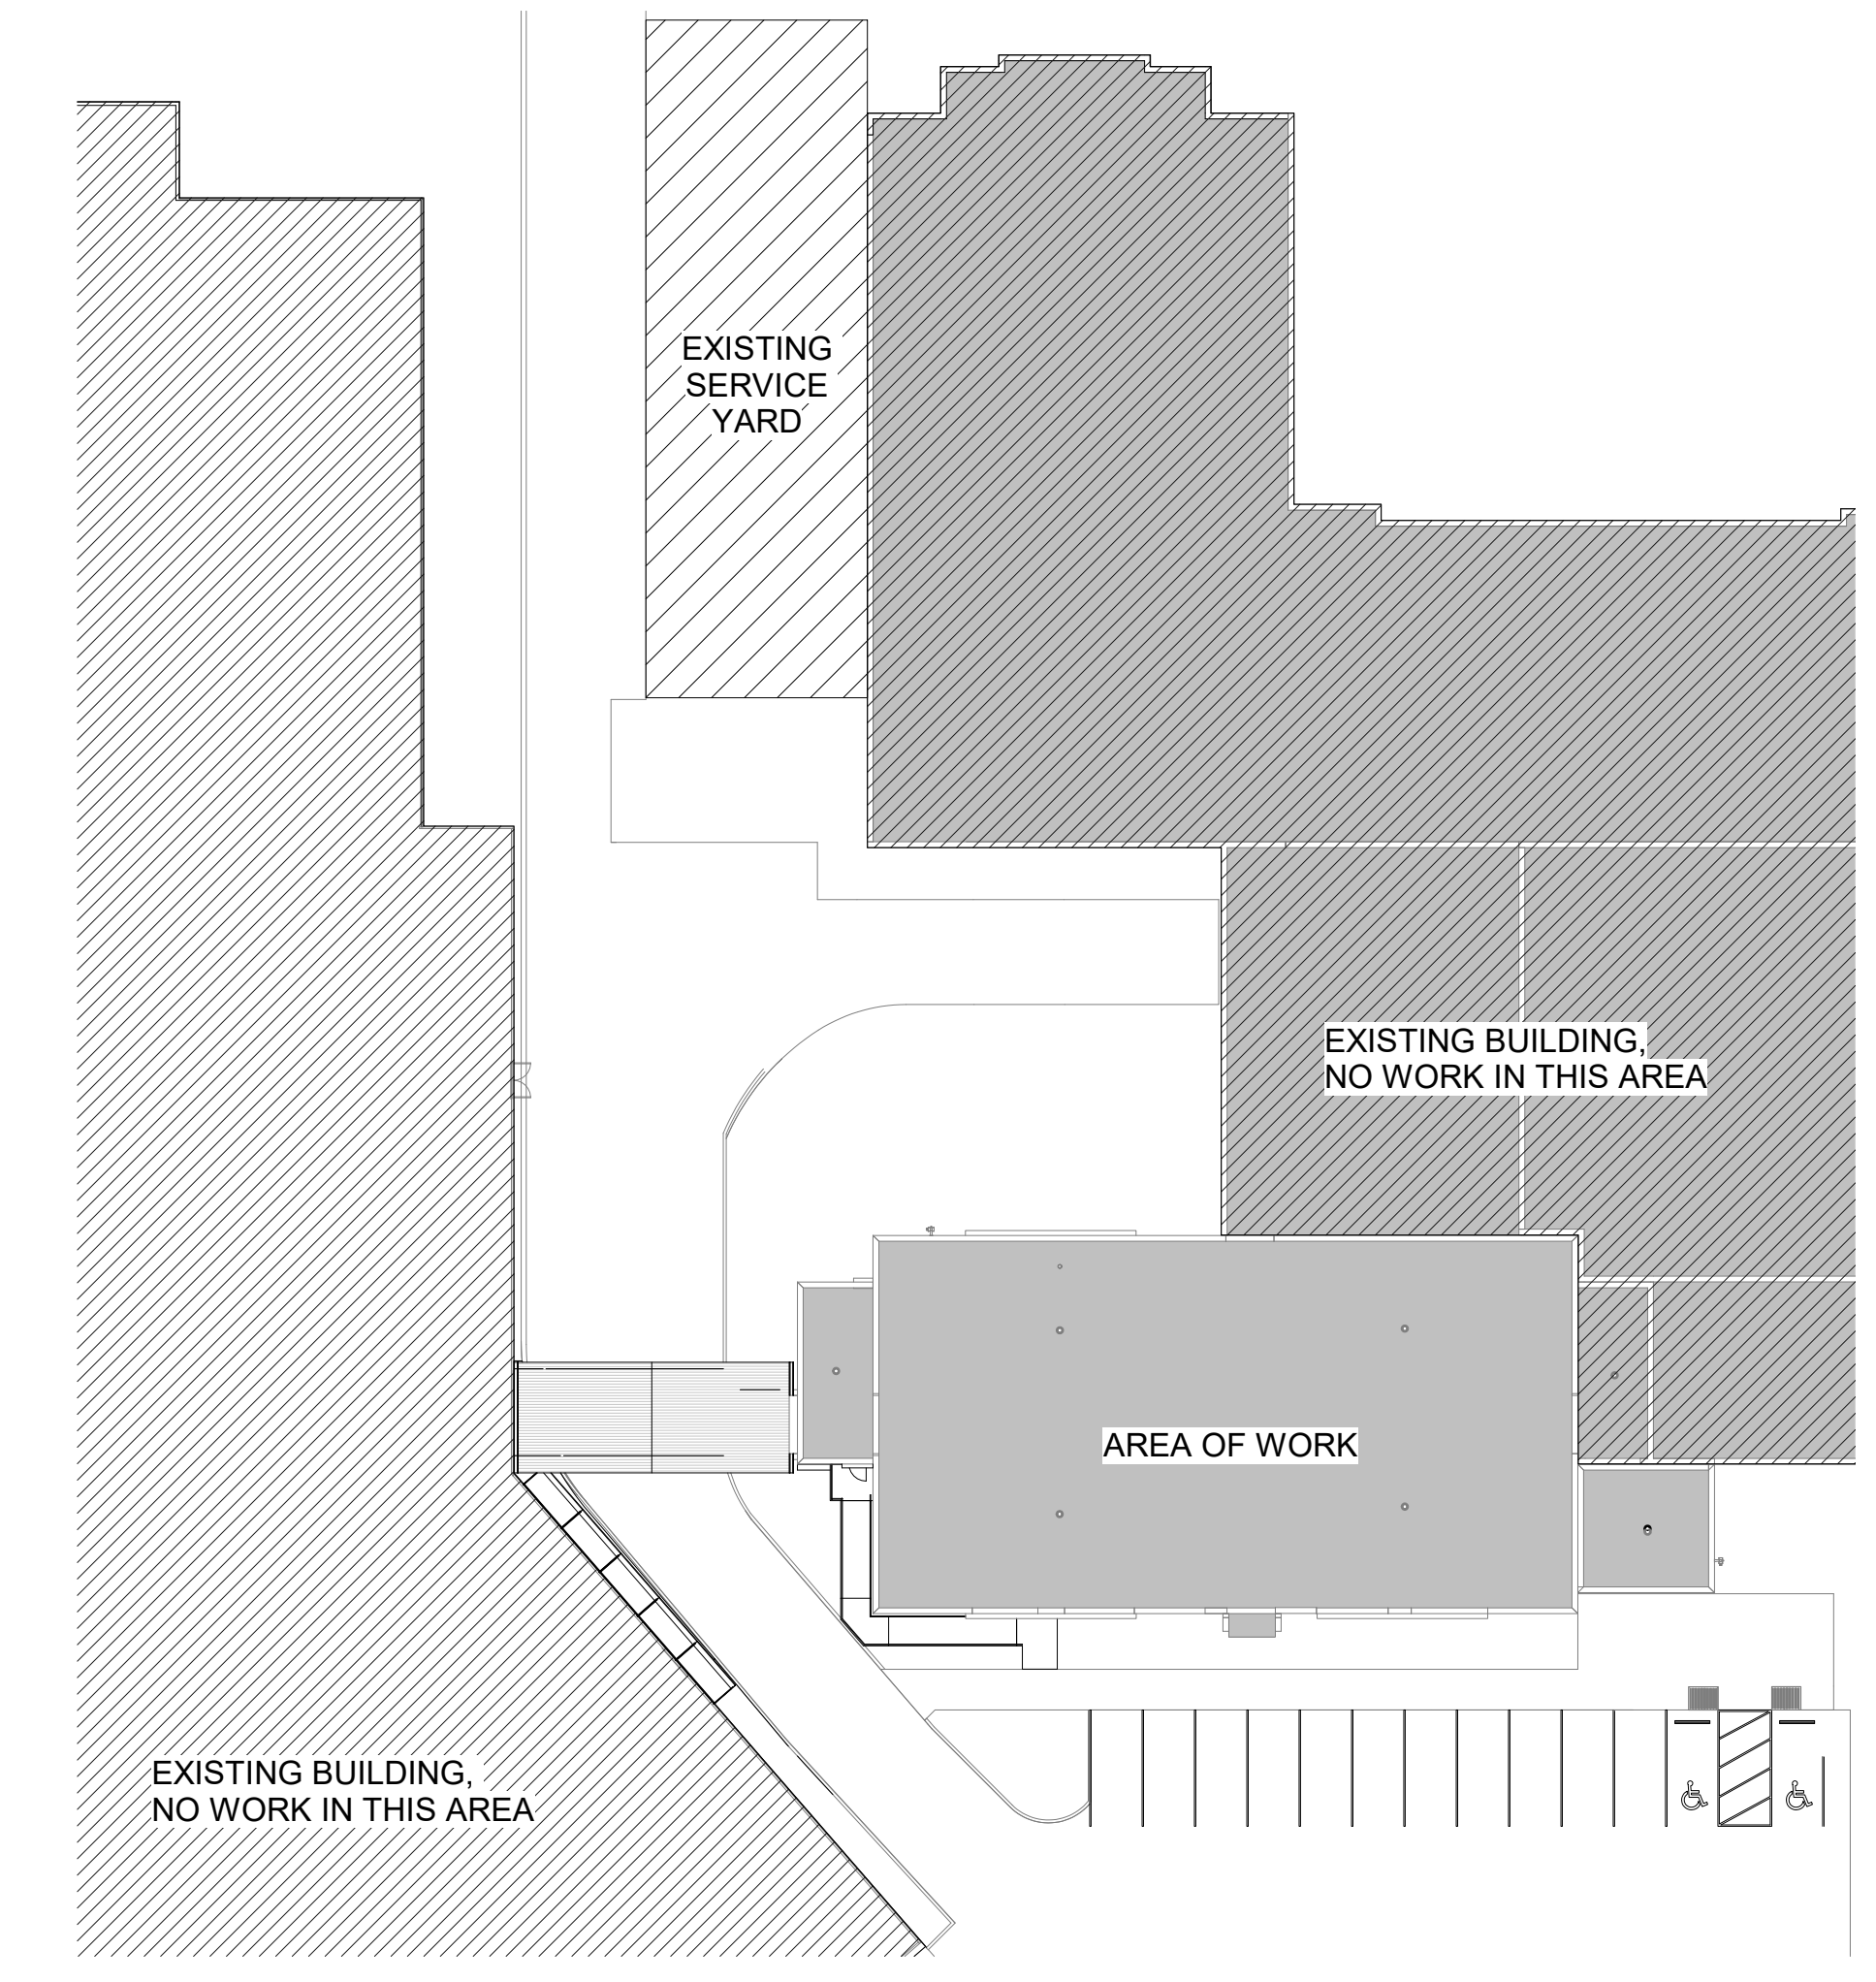 EXISTING
SERVICE
YARD
EXISTING BUILDING,
NO WORK IN THIS AREA
AREA OF WORK
EXISTING BUILDING,
NO WORK IN THIS AREA